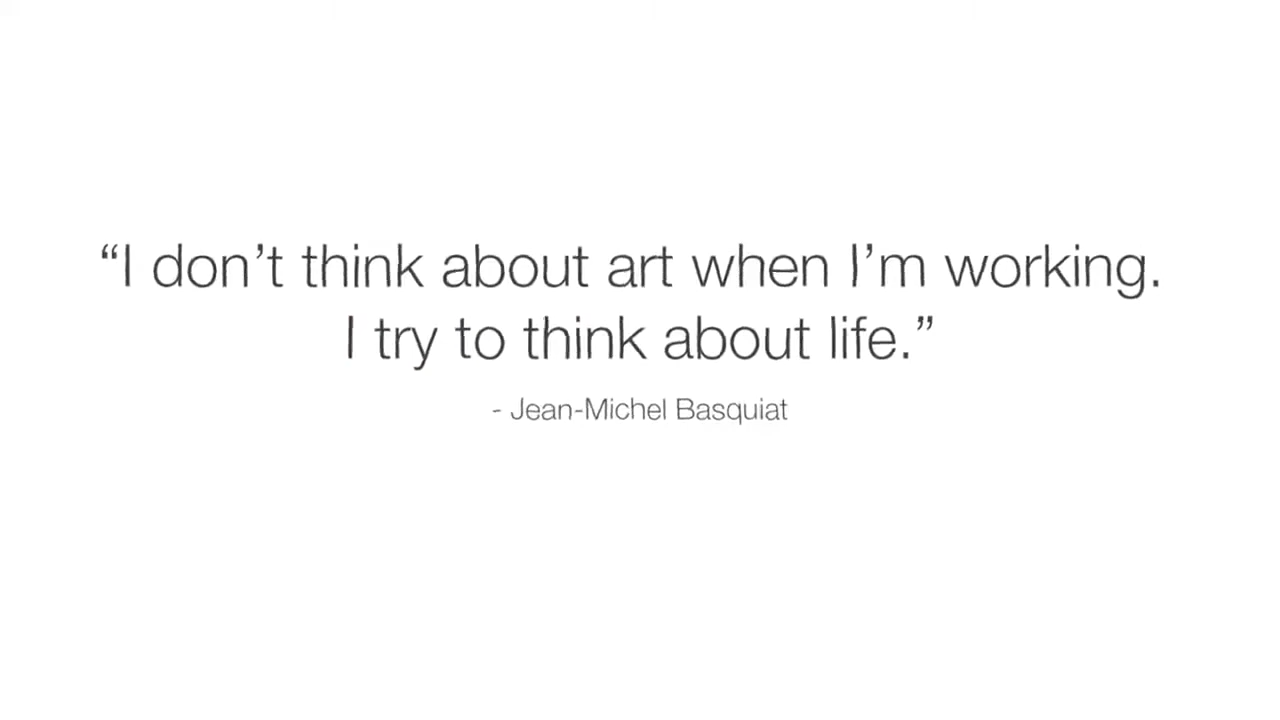 “I don’t think about art when I’m working.
I try to think about life.”
- Jean-Michel Basquiat